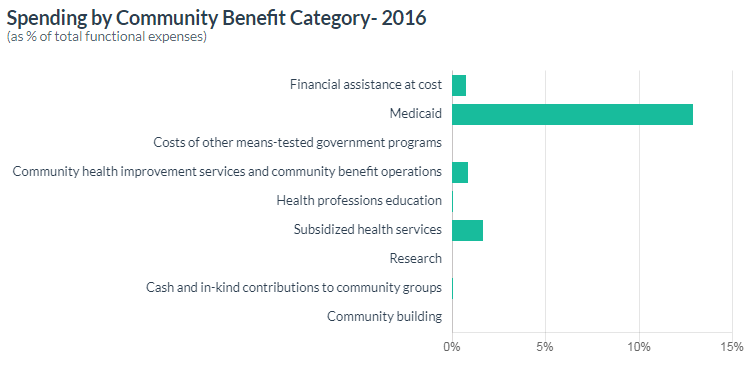 Spending by Community Benefit Category- 2016
(as % of total functional expenses)
Financial assistance at cost
Medicaid
Costs of other means-tested government programs
Community health improvement services and community benefit operations
Health professions education
Subsidized health services
Research
Cash and in-kind contributions to community groups
Community building
0% 5% 10% 15%